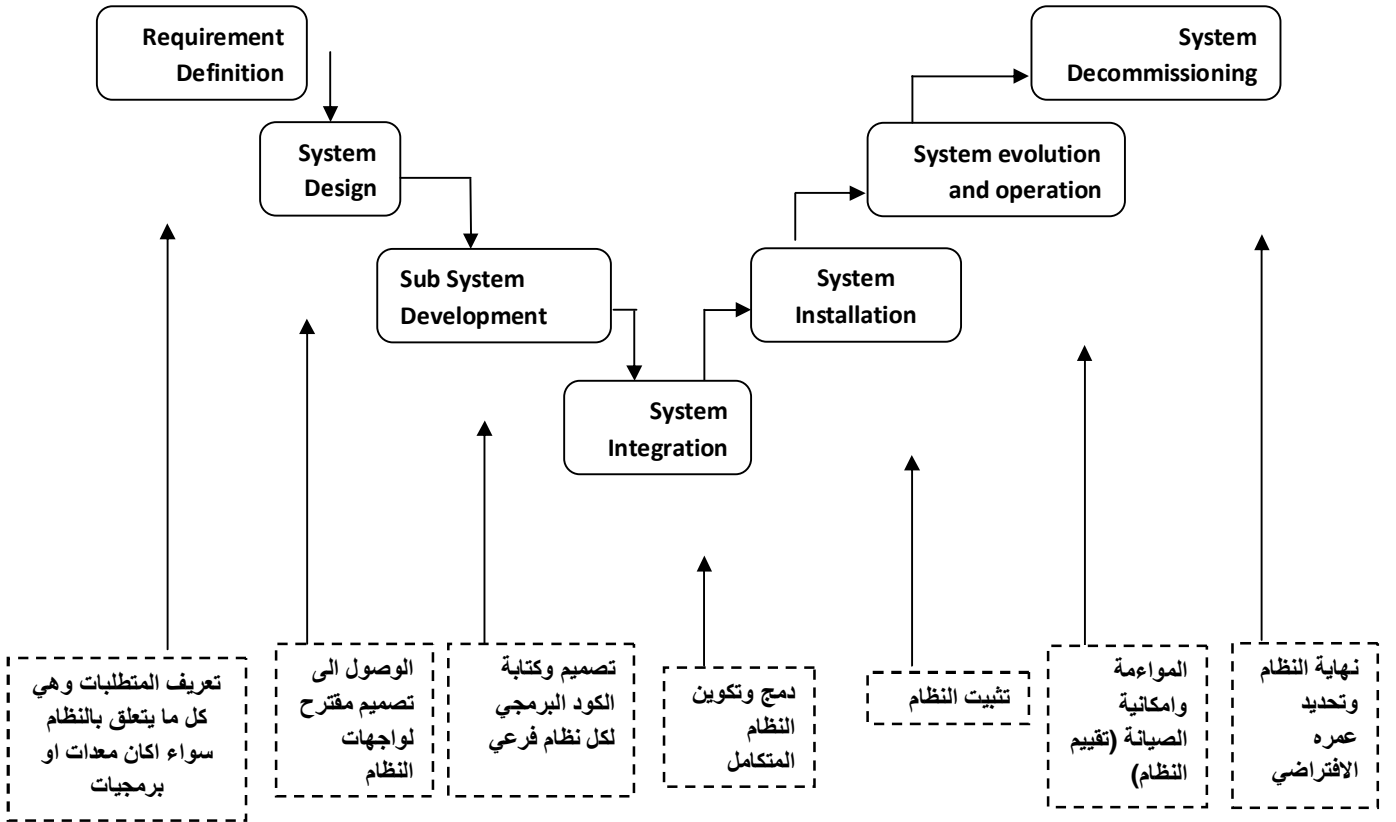 Requirement
Definition
System
Decommissioning
System
Design
System evolution
and operation
Sub System
Development
System
Installation
System
Integration
تعريف المتطلبات وهي
كل ما يتعلق بالنظام
سواء اكان معدات او
برمجيات
الوصول الى
تصميم مقترح
لواجهات
النظام
تصميم وكتابة
الكود البرمجي
لكل نظام فرعي
دمج وتكوين
النظام
المتكامل
تثبيت النظام
المواءمة
وامكانية
الصيانة (تقييم
النظام)
نهاية النظام
وتحديد
عمره
الافتراضي